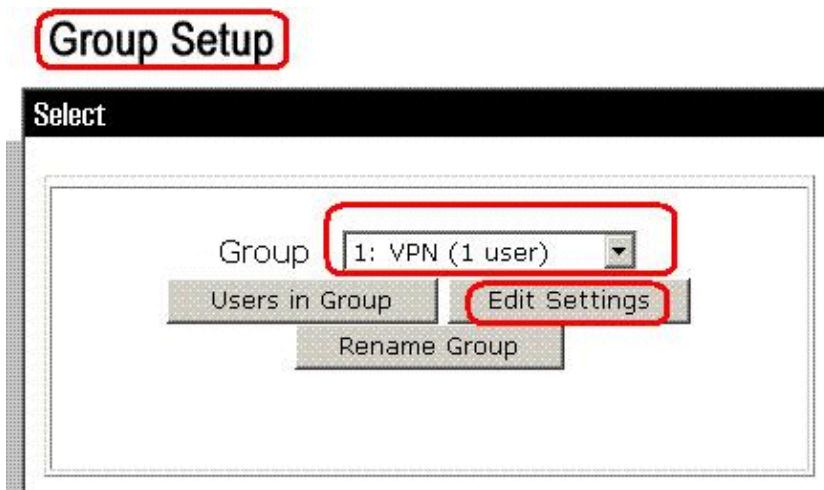 Group Setup
Select
Group 1: VPN (1 user)
Users in Group Edit Settings
Rename Group